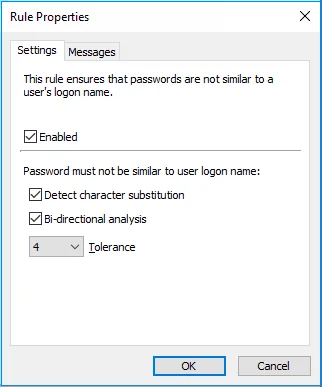 Rule Properties
Settings Messages
This rule ensures that passwords are not similar to a
user's logon name.
Enabled
Password must not be similar to user logon name:
Detect character substitution
Bi-directional analysis
4 Tolerance
OK Cancel